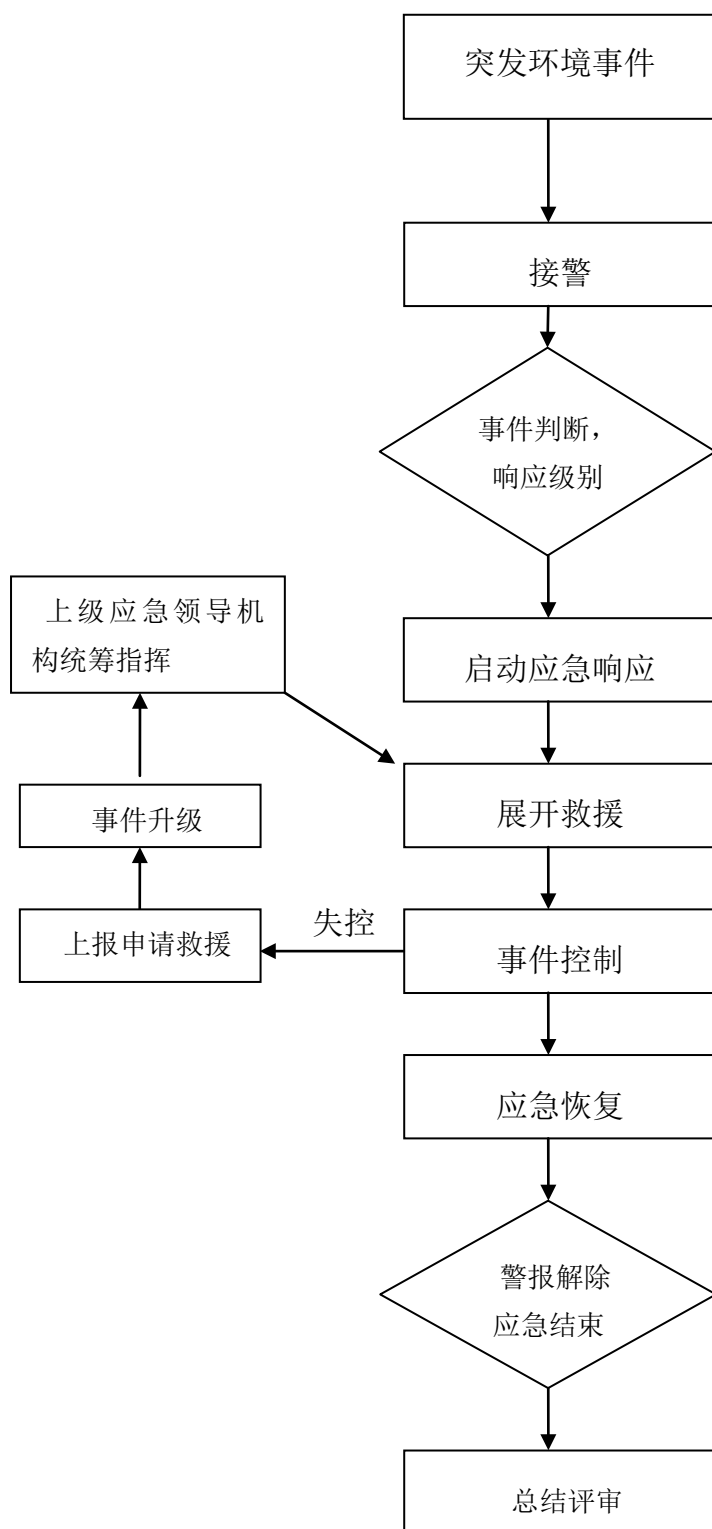 突发环境事件
接警
事件判断，
响应级别
上级应急领导机
构统筹指挥
启动应急响应
展开救援
事件升级
失控
上报申请救援
事件控制
应急恢复
警报解除
应急结束
总结评审